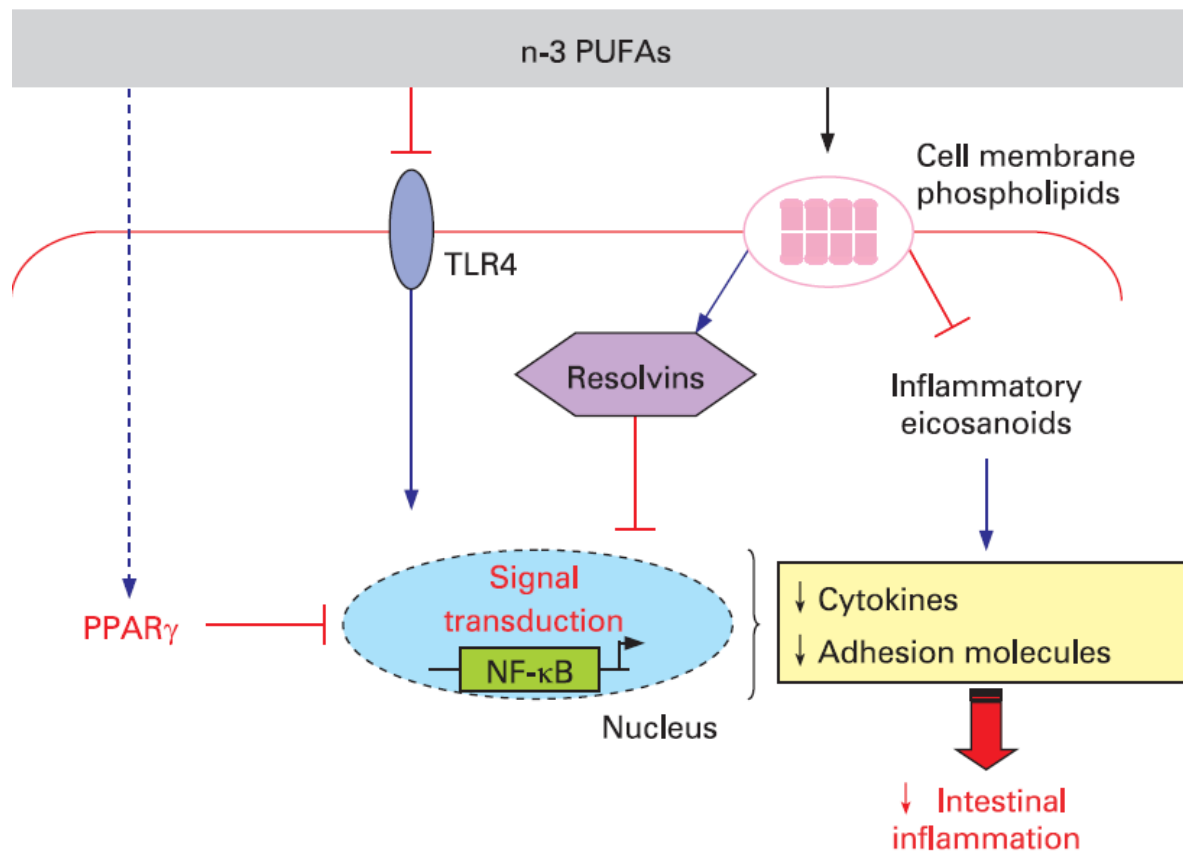 n-3 PUFAs
Cell membrane
phospholipids
TLR4
Resolvins
Inflammatory
eicosanoids
Signal
transduction
PPARγ
NF-κB
Nucleus
↓ Cytokines
↓ Adhesion molecules
↓ Intestinal
inflammation